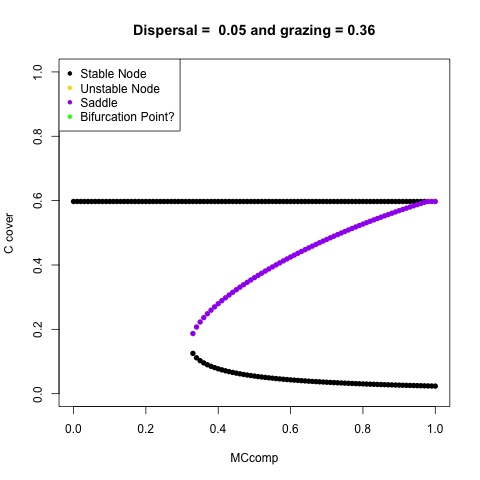 Dispersal =  0.05 and grazing = 0.36
Stable Node
Unstable Node
Saddle
Bifurcation Point?
C cover
1.0
0.8
0.6
0.4
0.2
0.0
0.0 0.2 0.4 0.6 0.8 1.0
MCcomp